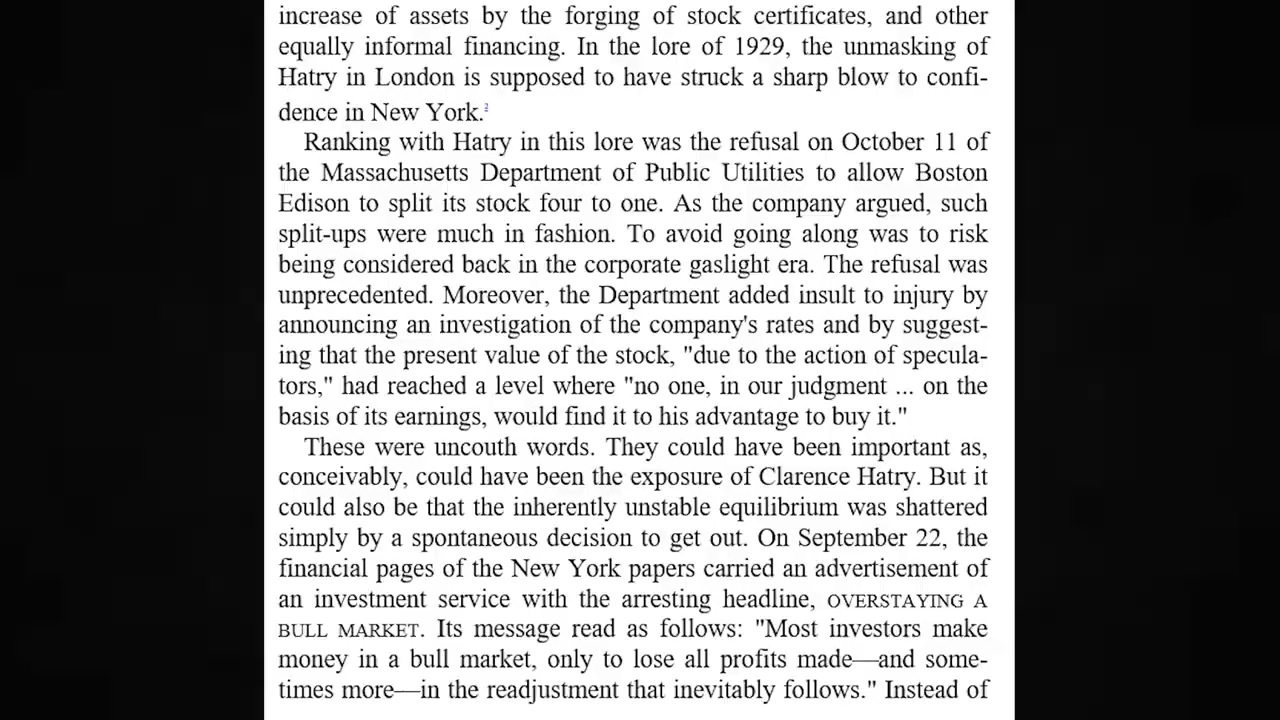 increase of assets by the forging of stock certificates, and other
equally informal financing. In the lore of 1929, the unmasking of
Hatry in London is supposed to have struck a sharp blow to confi-
dence in New York.2
Ranking with Hatry in this lore was the refusal on October 11 of
the Massachusetts Department of Public Utilities to allow Boston
Edison to split its stock four to one. As the company argued, such
split-ups were much in fashion. To avoid going along was to risk
being considered back in the corporate gaslight era. The refusal was
unprecedented. Moreover, the Department added insult to injury by
announcing an investigation of the company's rates and by suggest-
ing that the present value of the stock, "due to the action of specula-
tors," had reached a level where "no one, in our judgment ... on the
basis of its earnings, would find it to his advantage to buy it."
These were uncouth words. They could have been important as,
conceivably, could have been the exposure of Clarence Hatry. But it
could also be that the inherently unstable equilibrium was shattered
simply by a spontaneous decision to get out. On September 22, the
financial pages of the New York papers carried an advertisement of
an investment service with the arresting headline, OVERSTAYING A
BULL MARKET. Its message read as follows: "Most investors make
money in a bull market, only to lose all profits made—and some-
times more—in the readjustment that inevitably follows." Instead of